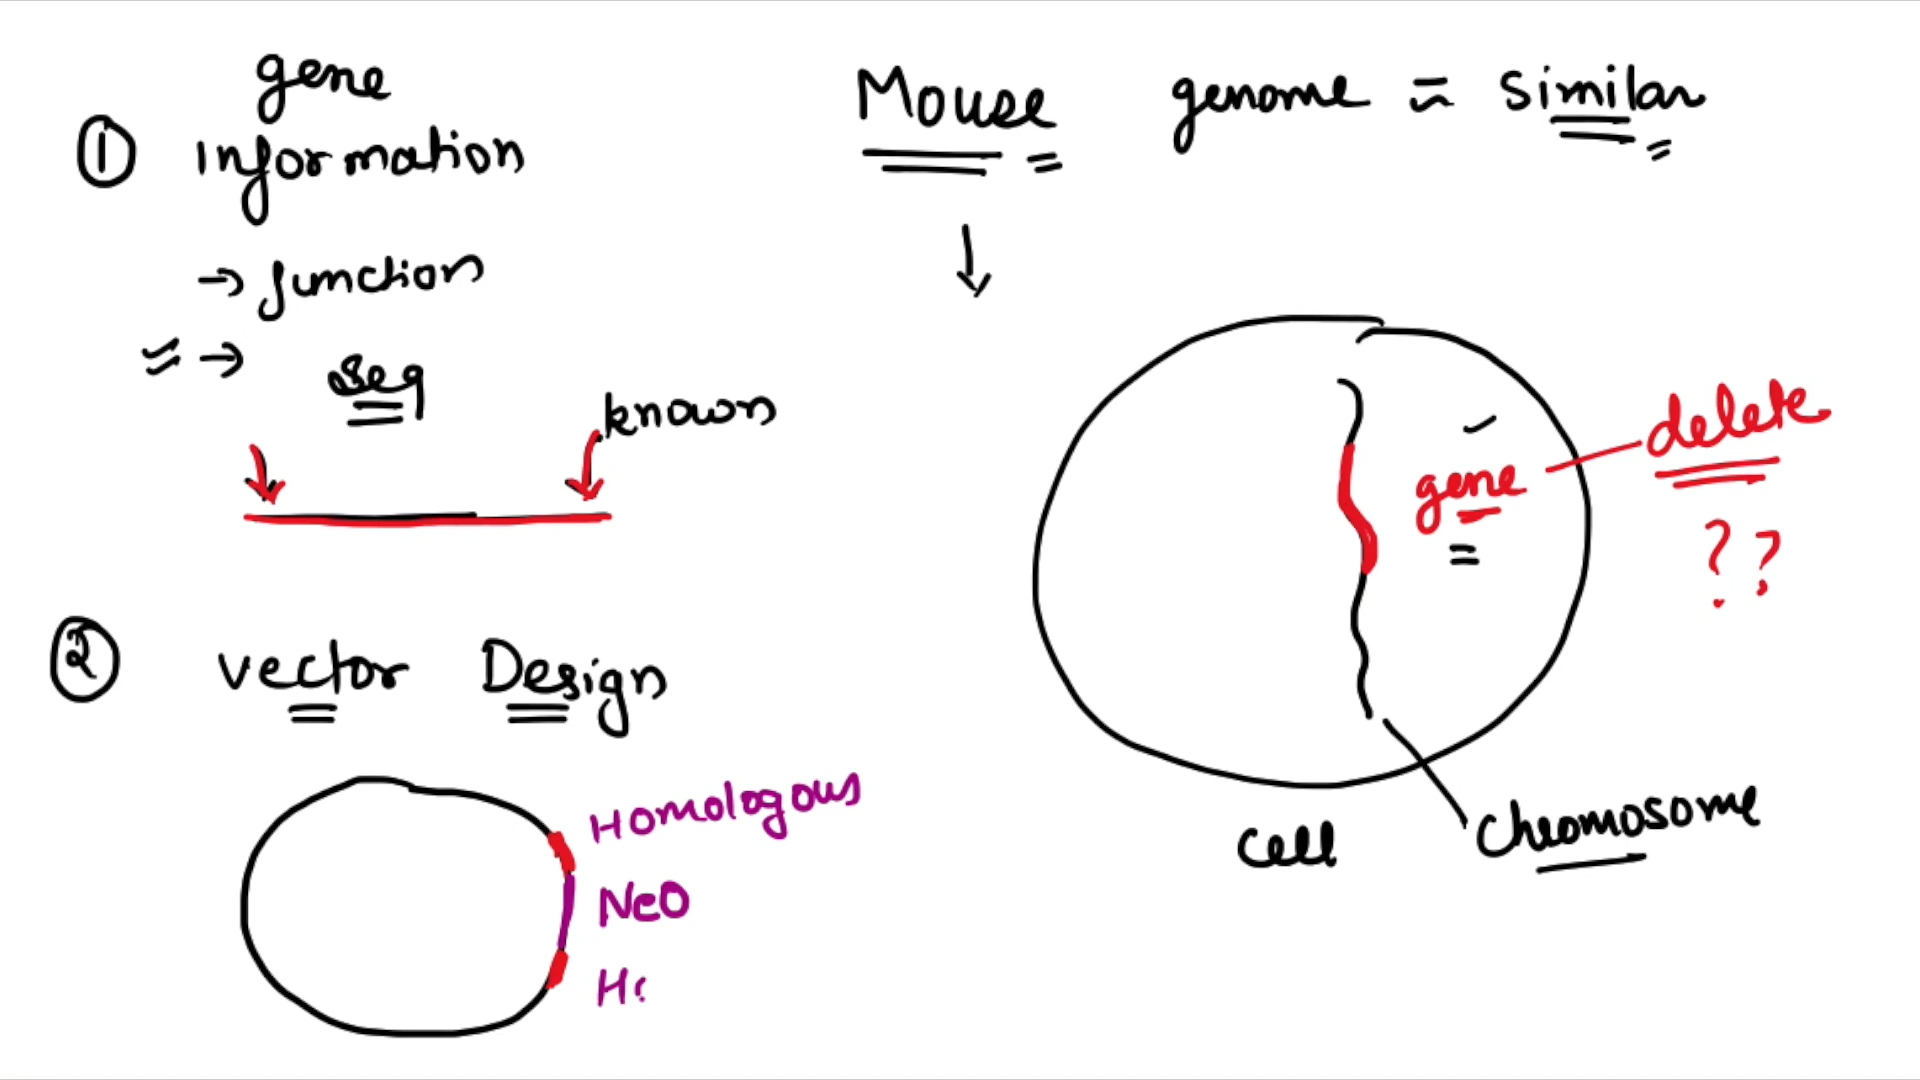 gene
① Information
→ function
→ Seq
known
② Vector Design
Homologous
Neo
Mouse genome ≈ similar
gene
delete
??
Cell
Chromosome